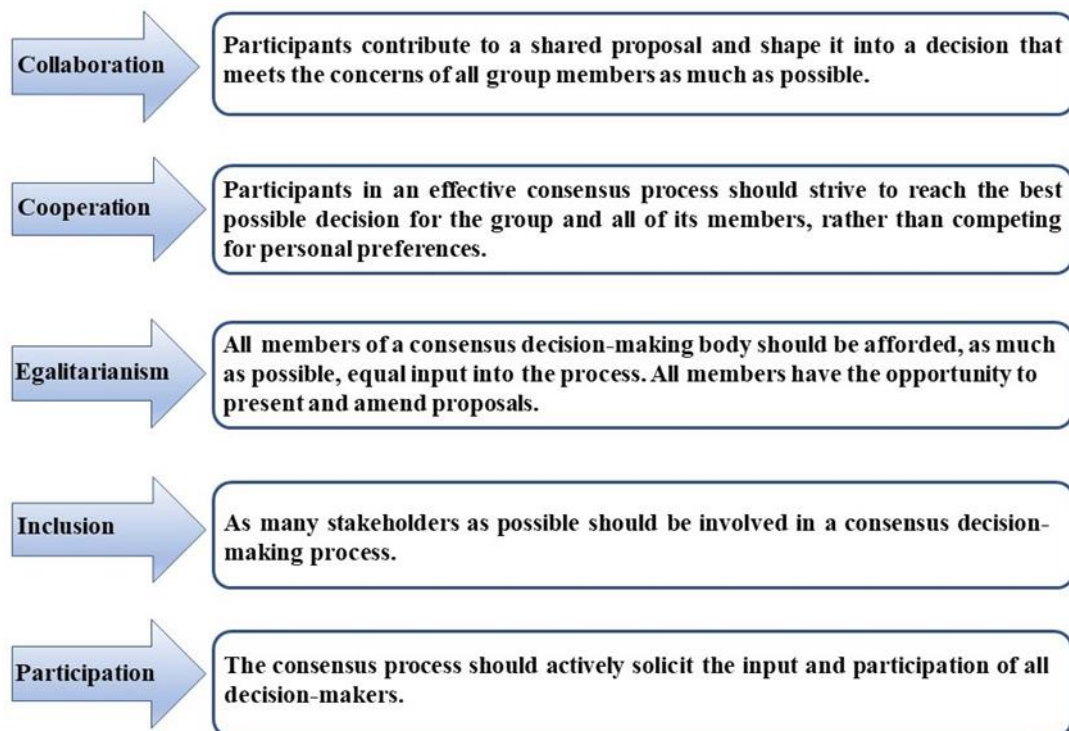 Collaboration
Participants contribute to a shared proposal and shape it into a decision that
meets the concerns of all group members as much as possible.
Cooperation
Participants in an effective consensus process should strive to reach the best
possible decision for the group and all of its members, rather than competing
for personal preferences.
Egalitarianism
All members of a consensus decision-making body should be afforded, as much
as possible, equal input into the process. All members have the opportunity to
present and amend proposals.
Inclusion
As many stakeholders as possible should be involved in a consensus decision-
making process.
Participation
The consensus process should actively solicit the input and participation of all
decision-makers.